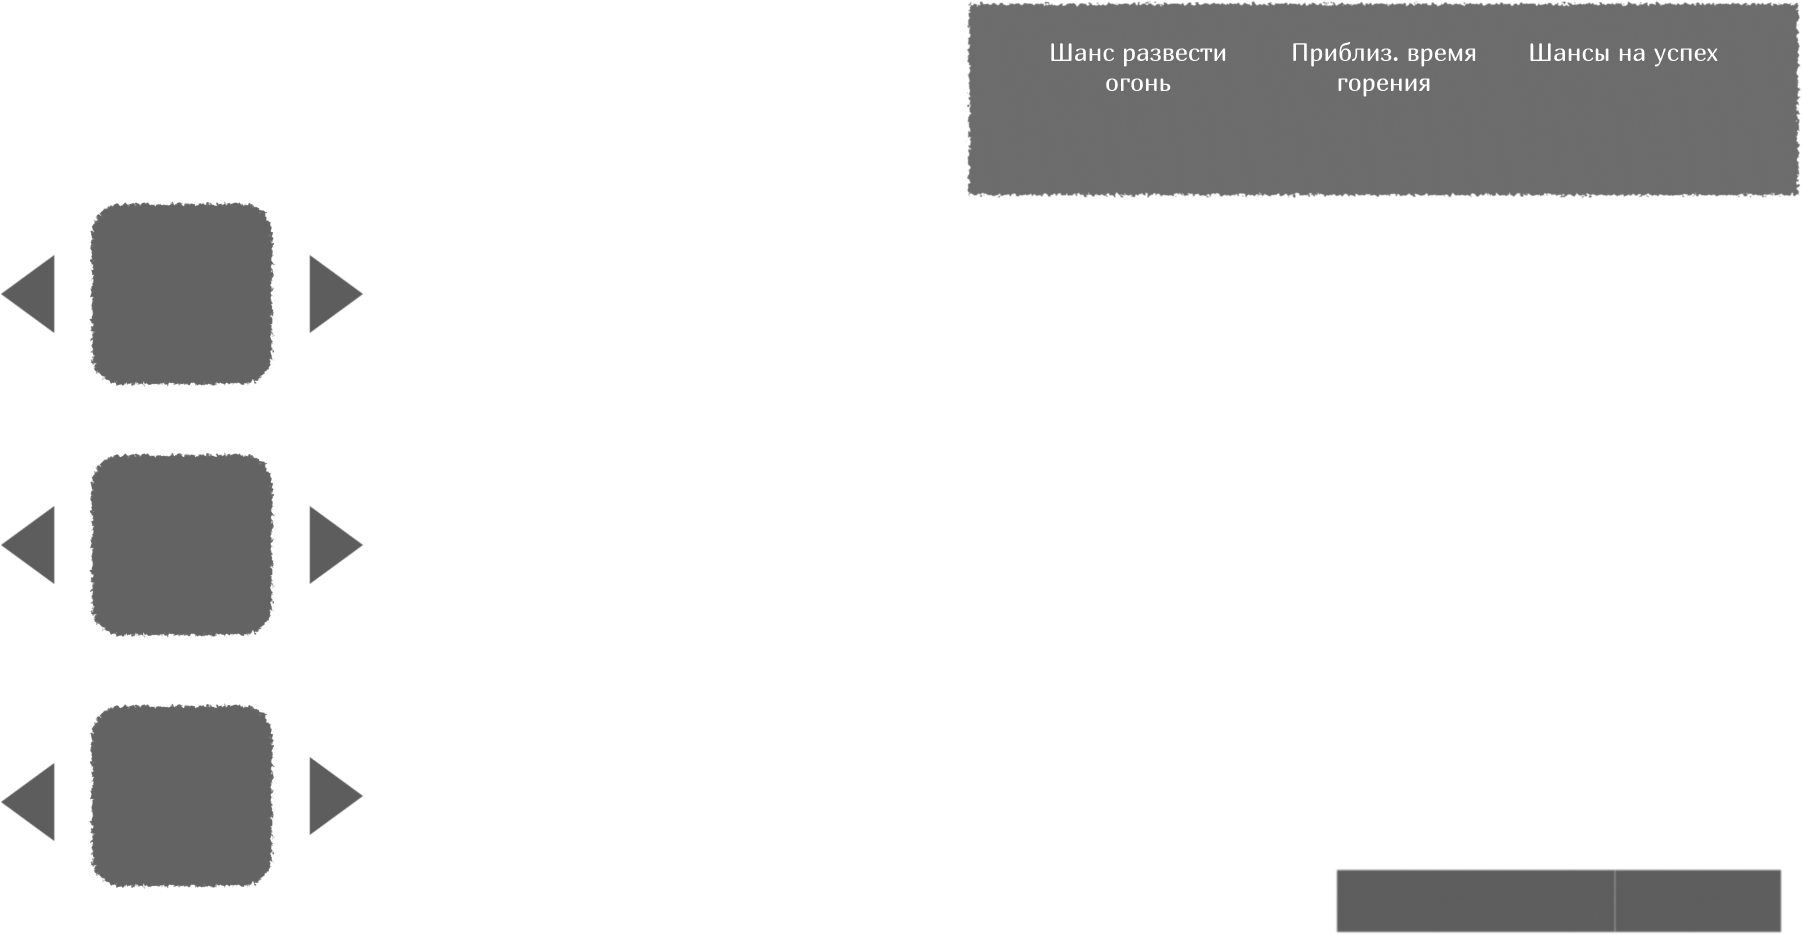 Шанс развести
огонь
Приблиз. время
горения
Шансы на успех